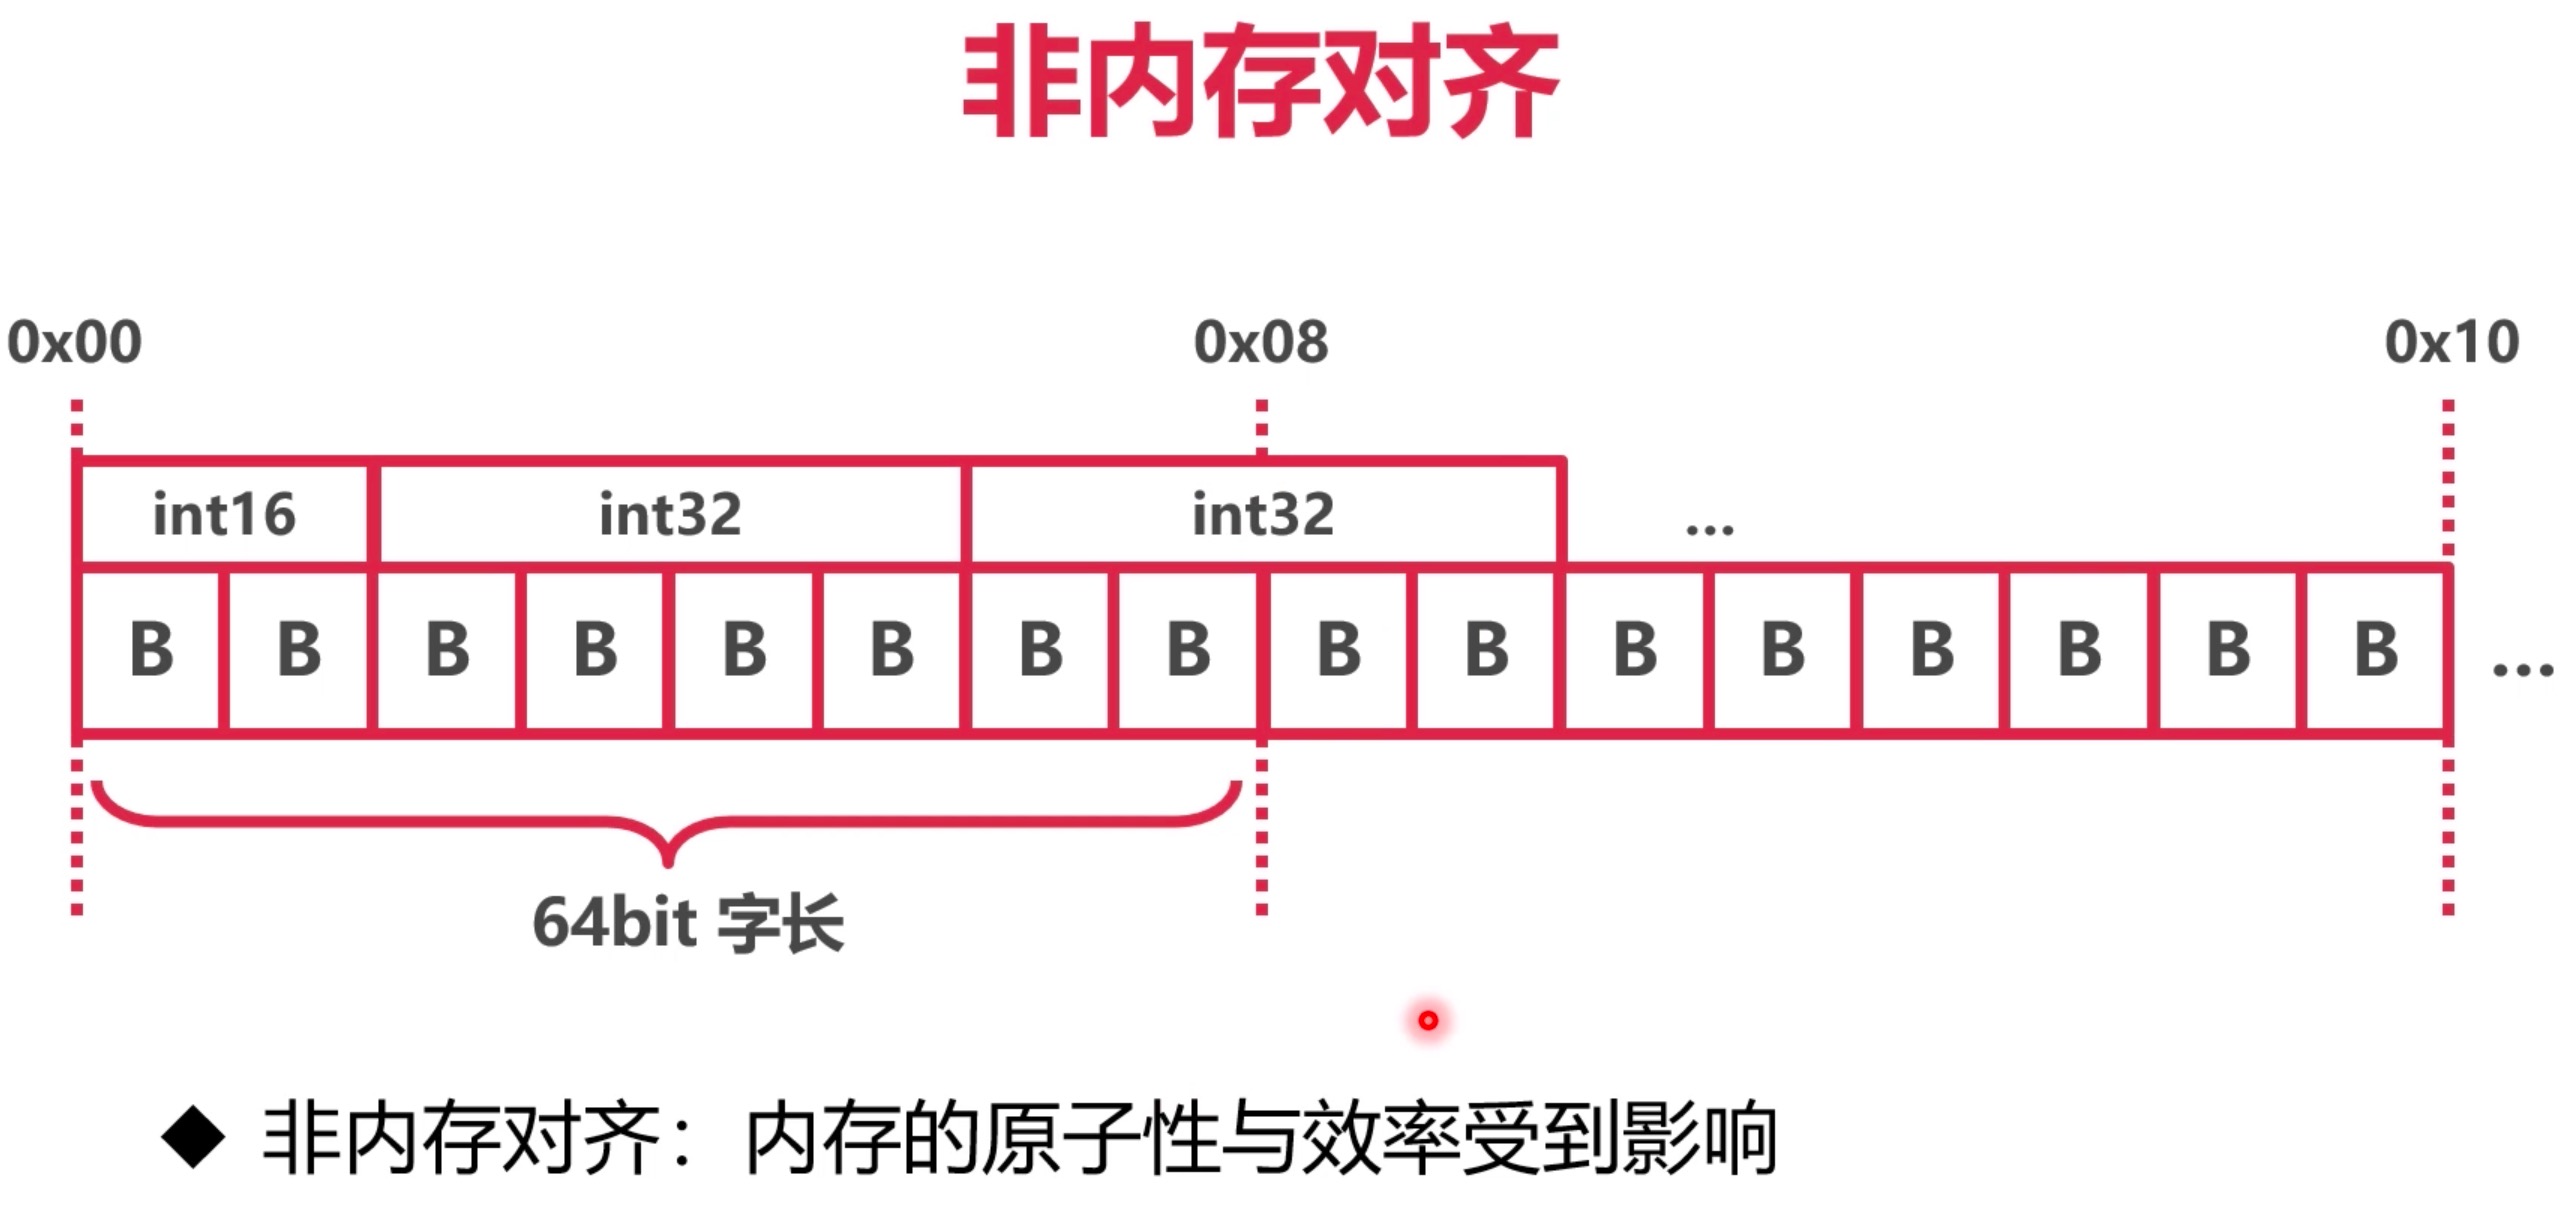 非内存对齐
0x00 0x08 0x10
int16 int32 int32 ...
B B B B B B B B B B B B B B B B ...
64bit 字长
◆ 非内存对齐：内存的原子性与效率受到影响